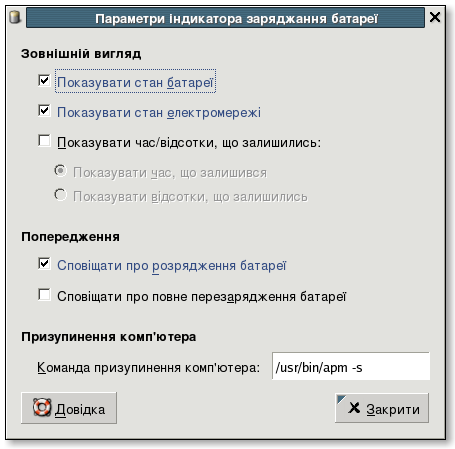 Параметри індикатора заряджання батареї
Зовнішній вигляд
Показувати стан батареї
Показувати стан електромережі
Показувати час/відсотки, що залишились:
Показувати час, що залишився
Показувати відсотки, що залишились
Попередження
Сповіщати про розрядження батареї
Сповіщати про повне перезарядження батареї
Призупинення комп'ютера
Команда призупинення комп'ютера: /usr/bin/apm -s
Довідка Закрити